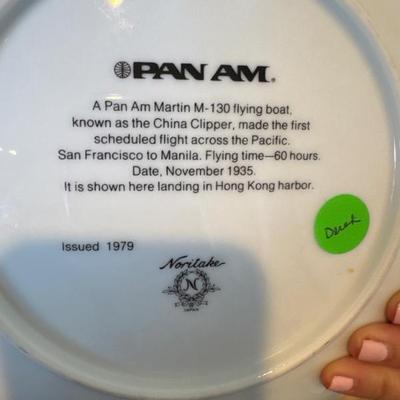 PAN AM.
A Pan Am Martin M-130 flying boat,
known as the China Clipper, made the first
scheduled flight across the Pacific.
San Francisco to Manila. Flying time—60 hours.
Date, November 1935.
It is shown here landing in Hong Kong harbor.
Derek
Issued 1979
Noritake
N
JAPAN